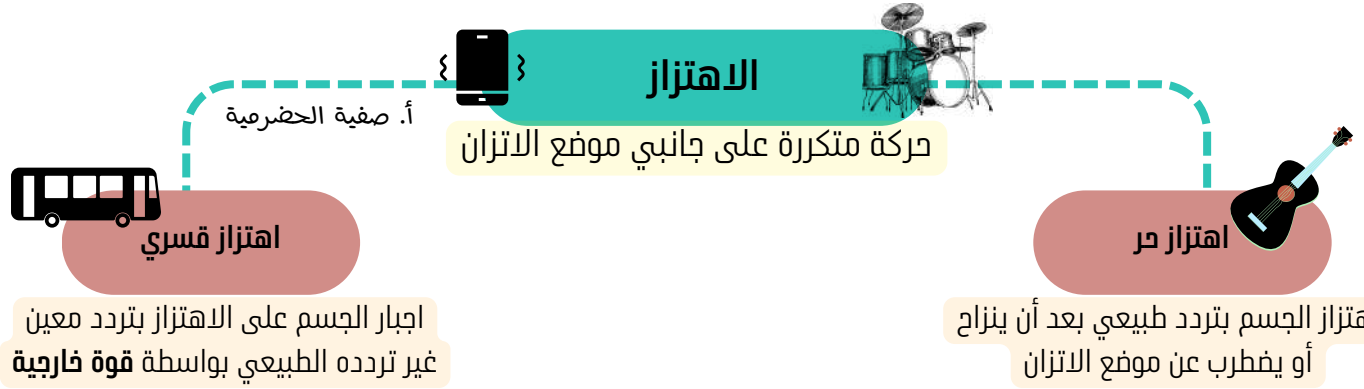 الاهتزاز
أ. صفية الحضرمية
حركة متكررة على جانبي موضع الاتزان
اهتزاز حر
هتزاز الجسم بتردد طبيعي بعد أن ينزاح
أو يضطرب عن موضع الاتزان
اهتزاز قسري
اجبار الجسم على الاهتزاز بتردد معين
غير تردده الطبيعي بواسطة قوة خارجية